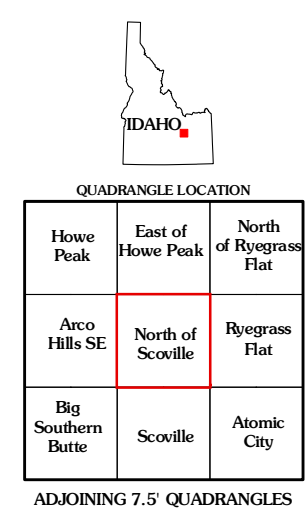 IDAHO
QUADRANGLE LOCATION
Howe
Peak
East of
Howe Peak
North
of Ryegrass
Flat
Arco
Hills SE
North of
Scoville
Ryegrass
Flat
Big
Southern
Butte
Scoville
Atomic
City
ADJOINING 7.5' QUADRANGLES